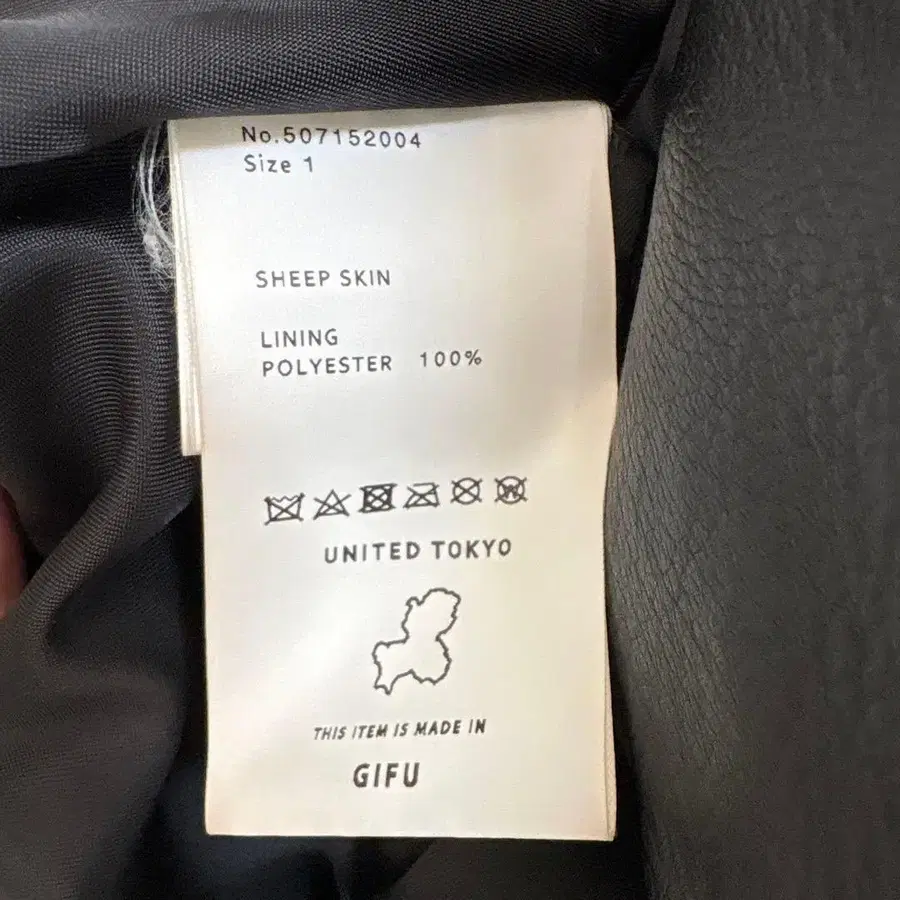 No.507152004
Size 1
SHEEP SKIN
LINING
POLYESTER 100%
UNITED TOKYO
THIS ITEM IS MADE IN
GIFU